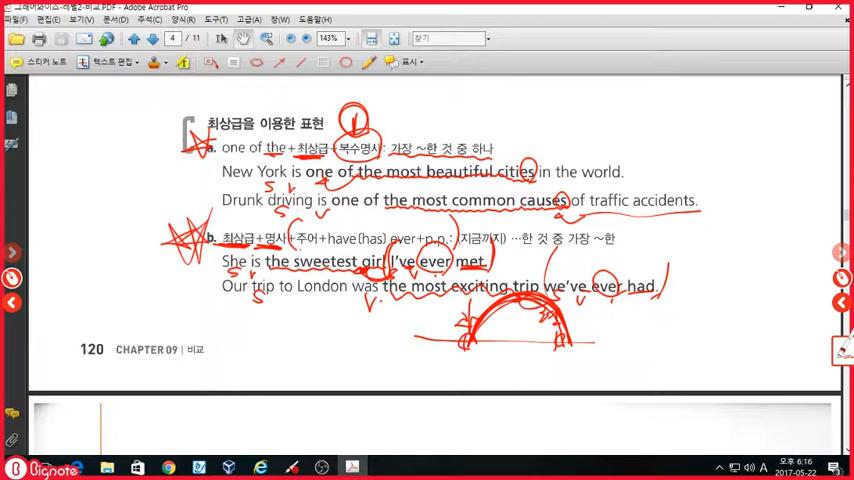 그래머와이즈-레벨2-비교.PDF - Adobe Acrobat Pro
파일(F) 편집(E) 보기(V) 문서(D) 주석(C) 양식(R) 도구(T) 고급(A) 창(W) 도움말(H)
4 / 11 143% 찾기
스티커 노트 텍스트 편집 표시
최상급을 이용한 표현
a. one of the+최상급+복수명사: 가장 ~한 것 중 하나
New York is one of the most beautiful cities in the world.
S V
Drunk driving is one of the most common causes of traffic accidents.
S V
b. 최상급+명사+주어+have(has) ever+p.p.: (지금까지) …한 것 중 가장 ~한
She is the sweetest girl I've ever met.
S V S V
Our trip to London was the most exciting trip we've ever had.
S V S V
120 CHAPTER 09 | 비교
Bignote
A 오후 6:16
2017-05-22